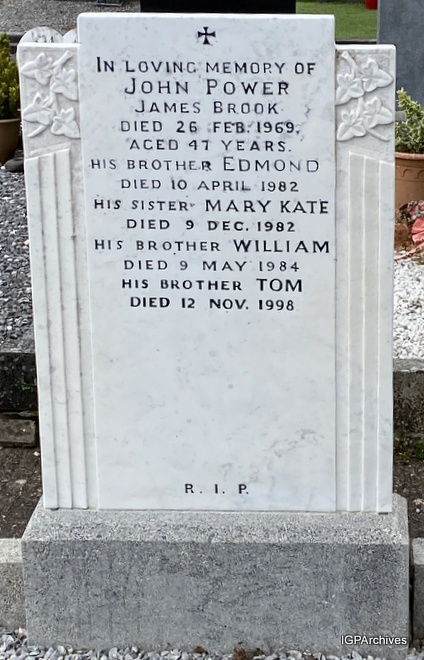 IN LOVING MEMORY OF
JOHN POWER
JAMES BROOK
DIED 26 FEB. 1969,
AGED 47 YEARS.
HIS BROTHER EDMOND
DIED 10 APRIL 1982
HIS SISTER MARY KATE
DIED 9 DEC. 1982
HIS BROTHER WILLIAM
DIED 9 MAY 1984
HIS BROTHER TOM
DIED 12 NOV. 1998
R. I. P.
IGPArchives